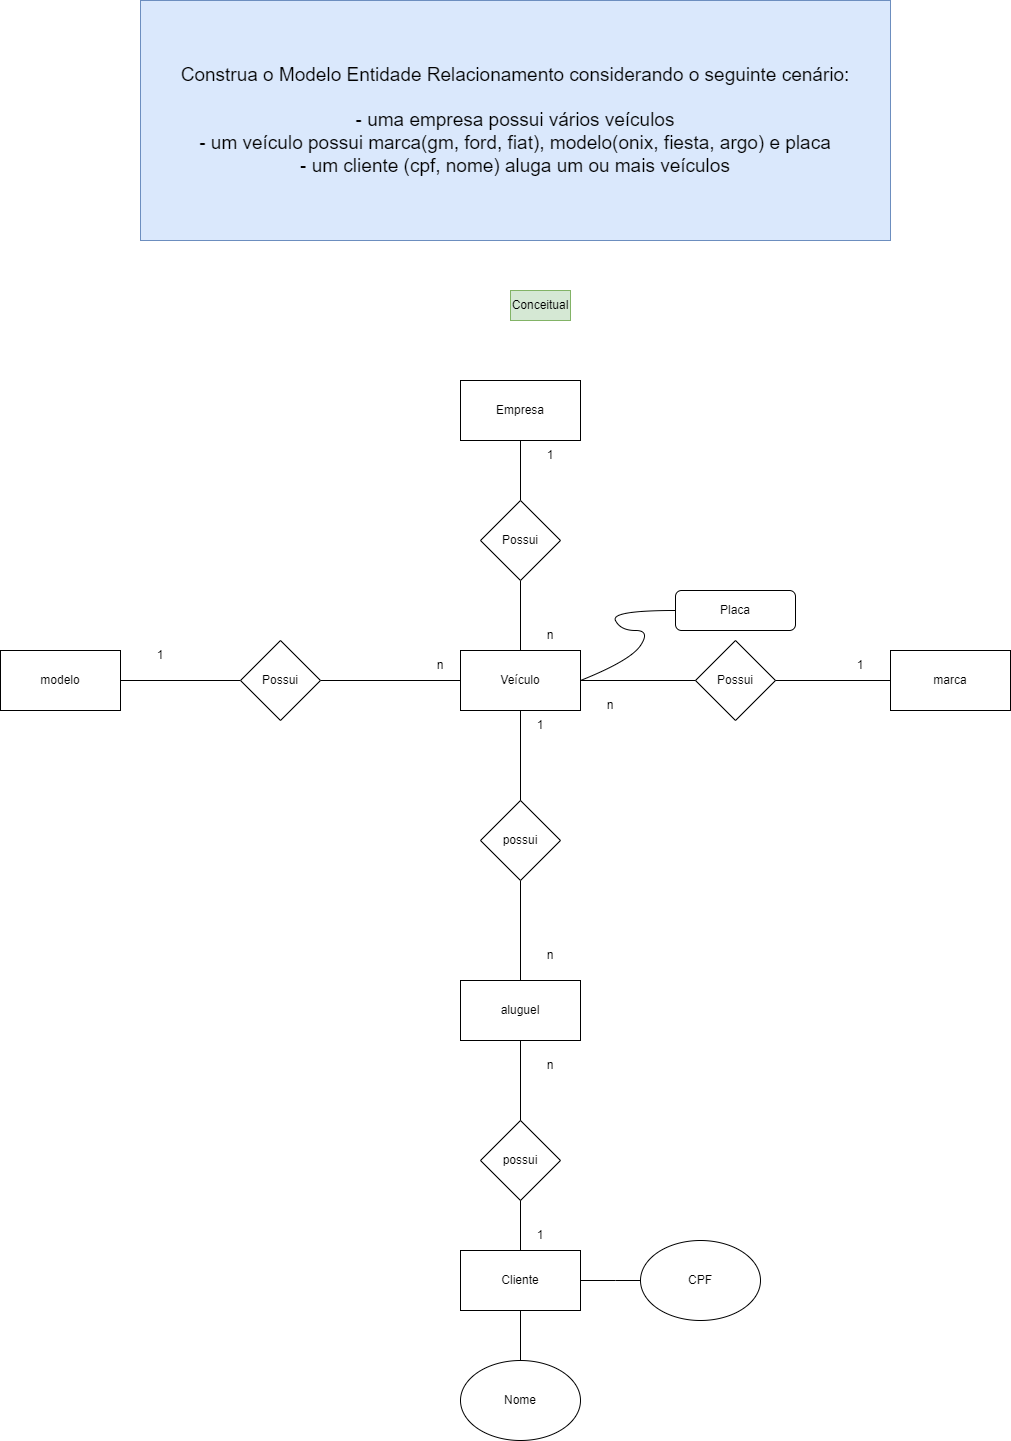 Construa o Modelo Entidade Relacionamento considerando o seguinte cenário:
- uma empresa possui vários veículos
- um veículo possui marca(gm, ford, fiat), modelo(onix, fiesta, argo) e placa
- um cliente (cpf, nome) aluga um ou mais veículos
Conceitual
Empresa
1
Possui
n
Placa
modelo
1
Possui
n
Veículo
n
Possui
1
marca
1
possui
n
aluguel
n
possui
1
Cliente
CPF
Nome